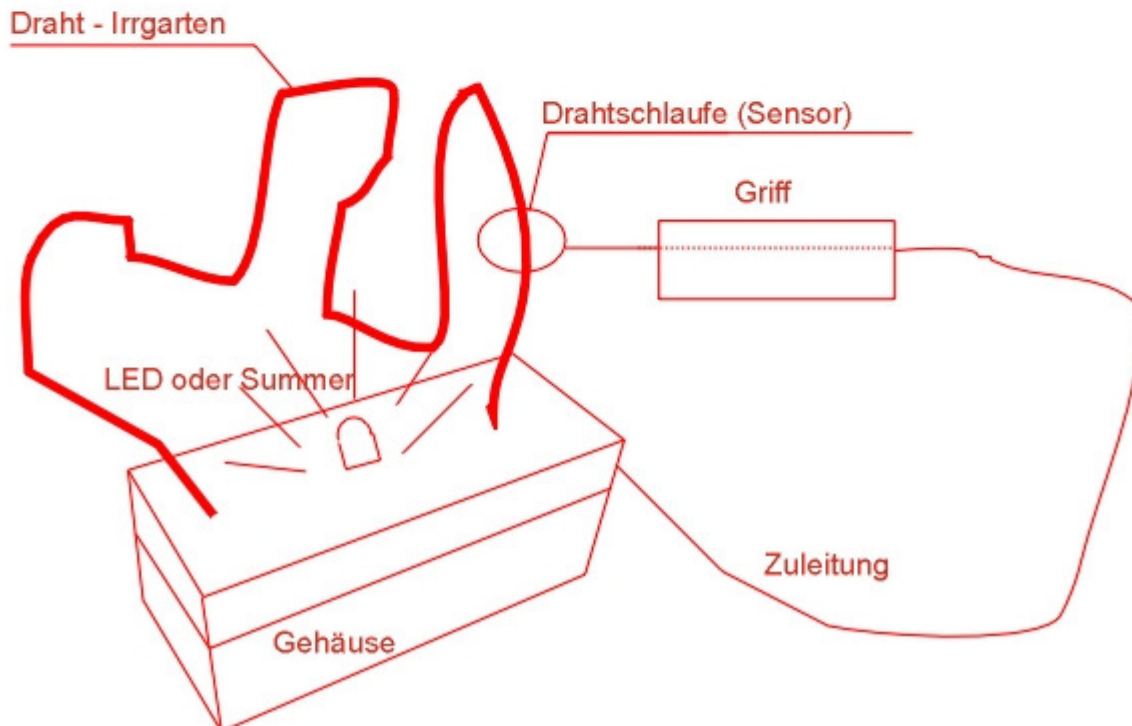 Draht - Irrgarten
Drahtschlaufe (Sensor)
Griff
LED oder Summer
Zuleitung
Gehäuse